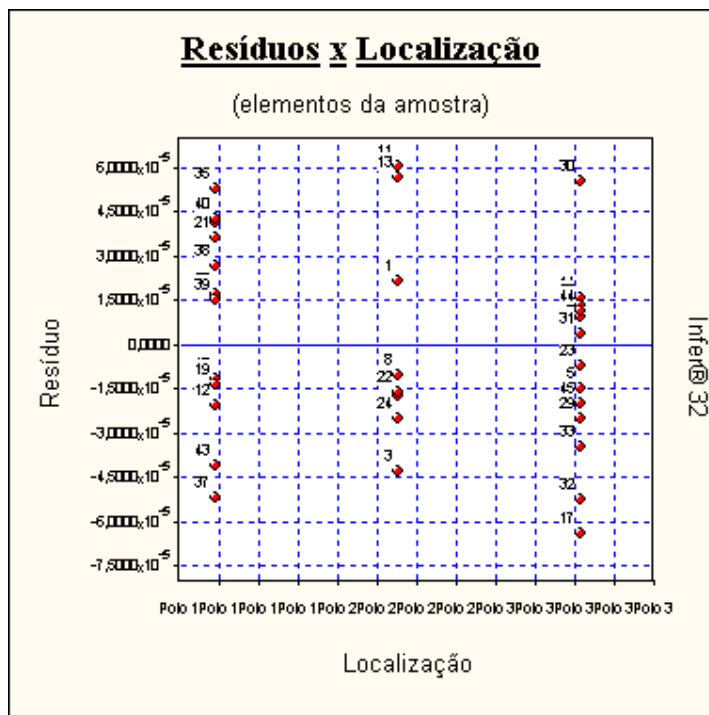 Resíduos x Localização
(elementos da amostra)
6,0000x10-5
4,5000x10-5
3,0000x10-5
1,5000x10-5
0,0000
-1,5000x10-5
-3,0000x10-5
-4,5000x10-5
-6,0000x10-5
-7,5000x10-5
Resíduo
35
40
21
38
39
19
12
43
37
11
13
1
8
22
24
3
30
44
31
23
5
45
29
33
32
17
Infer® 32
Polo 1Polo 1Polo 1Polo 1Polo 2Polo 2Polo 2Polo 2Polo 3Polo 3Polo 3Polo 3Polo 3
Localização